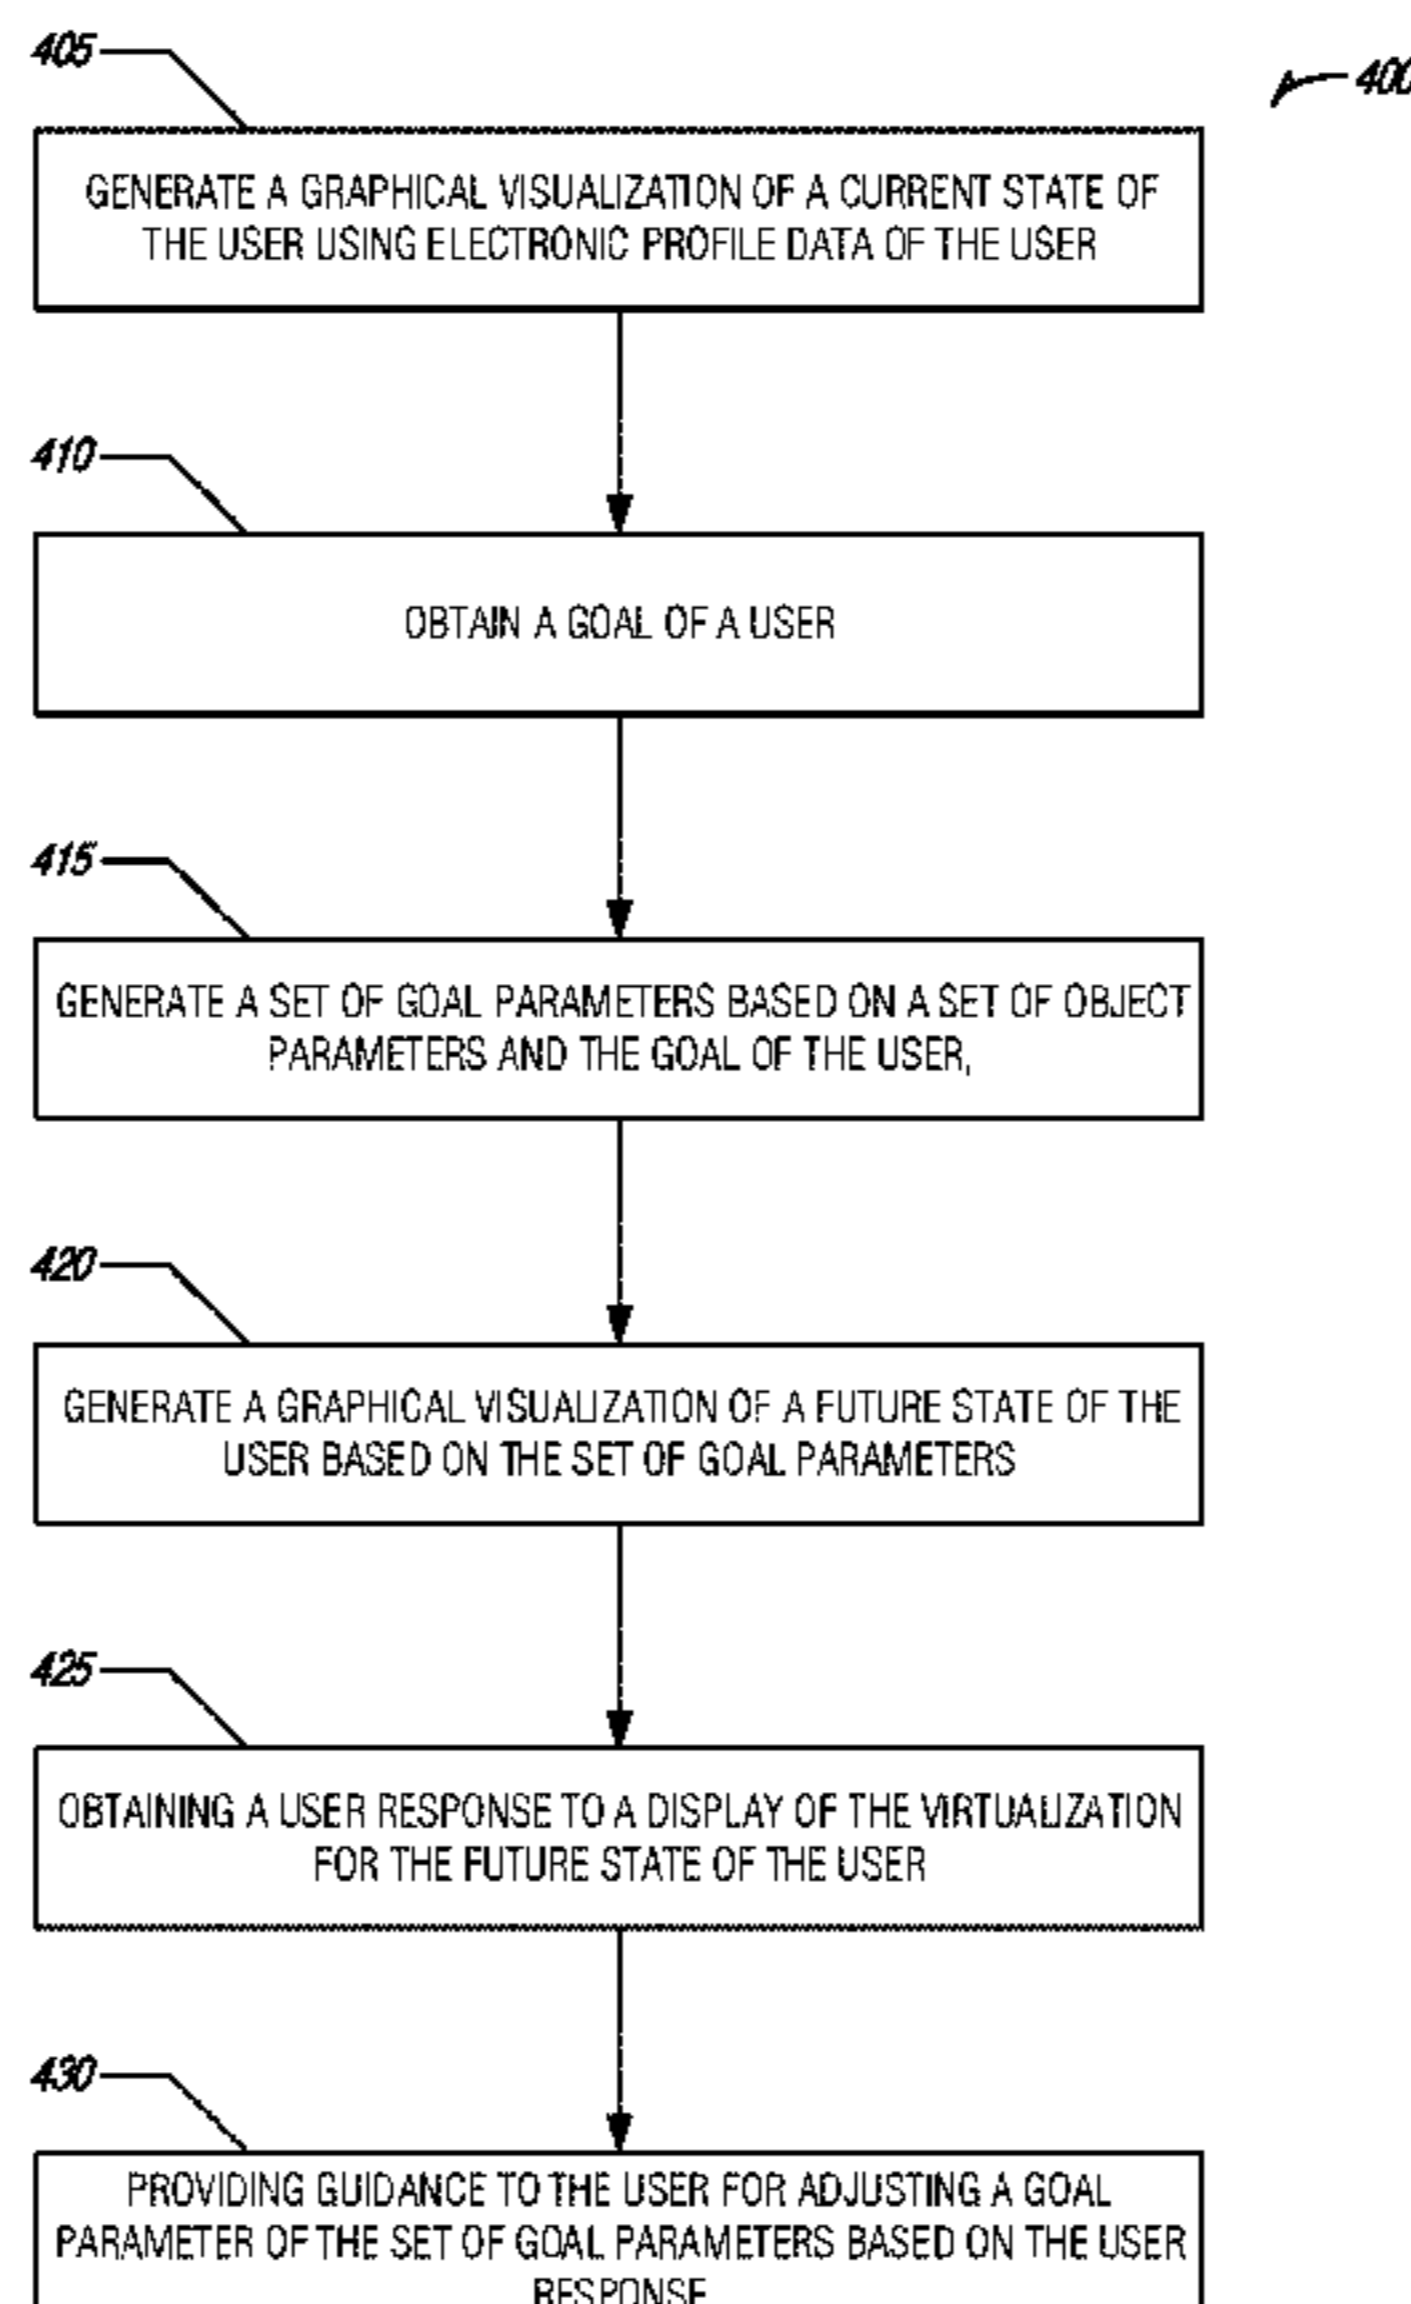 405
400
GENERATE A GRAPHICAL VISUALIZATION OF A CURRENT STATE OF
THE USER USING ELECTRONIC PROFILE DATA OF THE USER
410
OBTAIN A GOAL OF A USER
415
GENERATE A SET OF GOAL PARAMETERS BASED ON A SET OF OBJECT
PARAMETERS AND THE GOAL OF THE USER,
420
GENERATE A GRAPHICAL VISUALIZATION OF A FUTURE STATE OF THE
USER BASED ON THE SET OF GOAL PARAMETERS
425
OBTAINING A USER RESPONSE TO A DISPLAY OF THE VIRTUALIZATION
FOR THE FUTURE STATE OF THE USER
430
PROVIDING GUIDANCE TO THE USER FOR ADJUSTING A GOAL
PARAMETER OF THE SET OF GOAL PARAMETERS BASED ON THE USER
RESPONSE